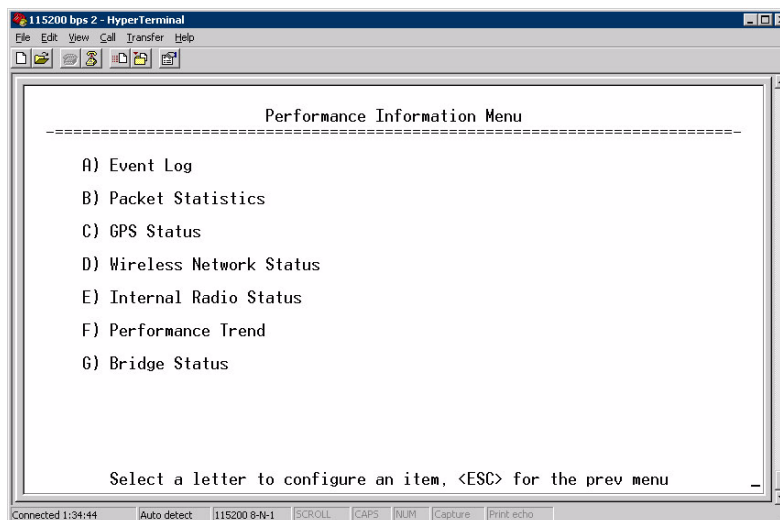 115200 bps 2 - HyperTerminal
File Edit View Call Transfer Help
Performance Information Menu
-==========================================================================-
A) Event Log
B) Packet Statistics
C) GPS Status
D) Wireless Network Status
E) Internal Radio Status
F) Performance Trend
G) Bridge Status
Select a letter to configure an item, <ESC> for the prev menu _
Connected 1:34:44 Auto detect 115200 8-N-1 SCROLL CAPS NUM Capture Print echo